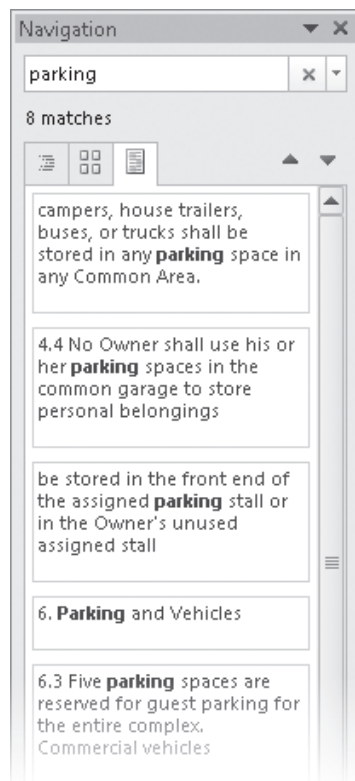 Navigation
parking
8 matches
campers, house trailers,
buses, or trucks shall be
stored in any parking space in
any Common Area.
4.4 No Owner shall use his or
her parking spaces in the
common garage to store
personal belongings
be stored in the front end of
the assigned parking stall or
in the Owner's unused
assigned stall
6. Parking and Vehicles
6.3 Five parking spaces are
reserved for guest parking for
the entire complex.
Commercial vehicles